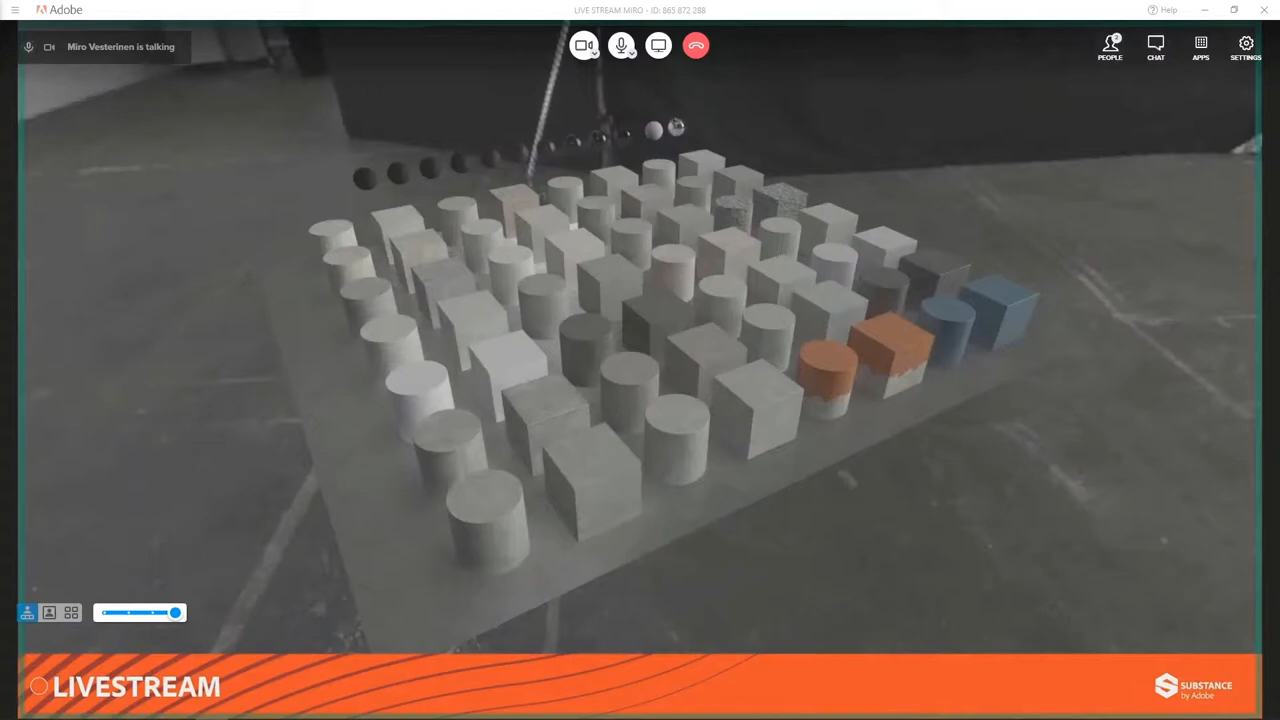 Adobe
LIVE STREAM MIRO - ID: 865 872 288
Help
Miro Vesterinen is talking
2
PEOPLE
CHAT
APPS
SETTINGS
LIVESTREAM
SUBSTANCE
by Adobe